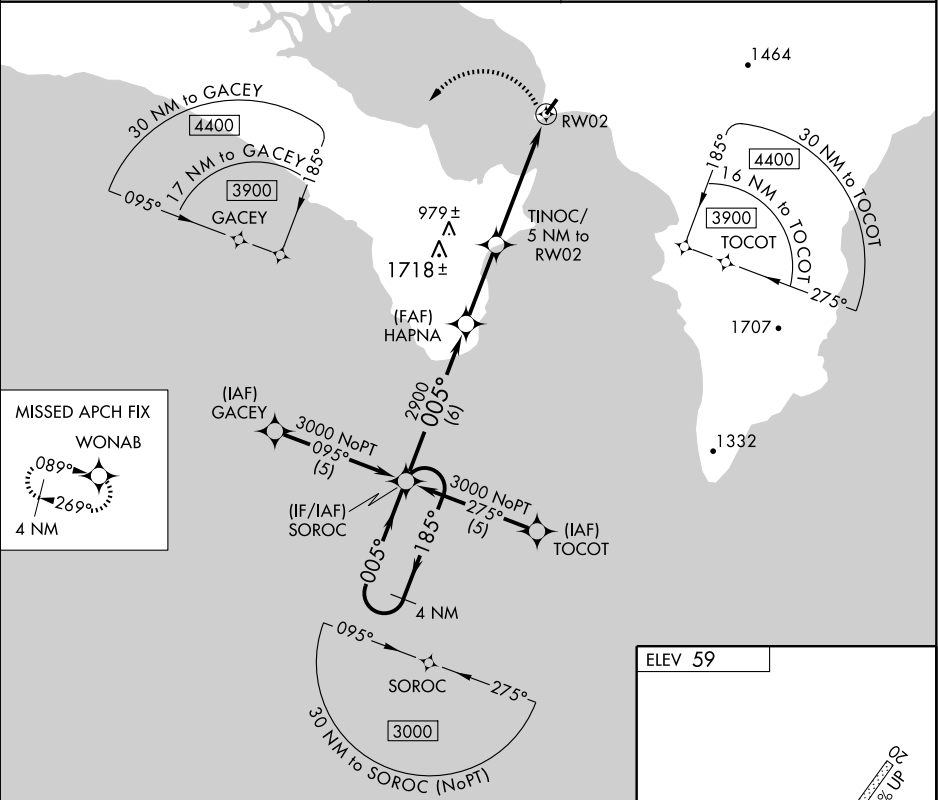 1464
30 NM to GACEY
4400
17 NM to GACEY
185°
3900
095°
GACEY
RW02
30 NM to TOCOT
185°
4400
16 NM to TOCOT
3900
TOCOT
275°
979±
1718±
TINOC/
5 NM to
RW02
(FAF)
HAPNA
1707
2900
005°
(6)
MISSED APCH FIX
WONAB
089°
269°
4 NM
(IAF)
GACEY
3000 NoPT
095°
(5)
1332
(IF/IAF)
SOROC
3000 NoPT
275°
(5)
(IAF)
TOCOT
005°
185°
4 NM
095°
SOROC
275°
3000
30 NM to SOROC (NoPT)
ELEV 59
20
% UP